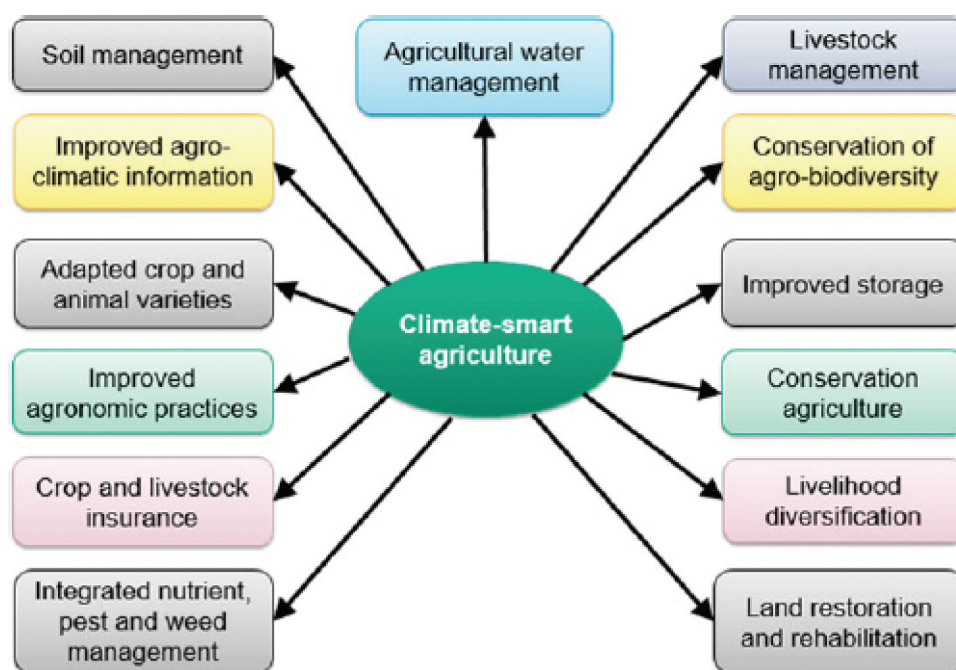 Soil management
Agricultural water
management
Livestock
management
Improved agro-
climatic information
Conservation of
agro-biodiversity
Adapted crop and
animal varieties
Climate-smart
agriculture
Improved storage
Improved
agronomic practices
Conservation
agriculture
Crop and livestock
insurance
Livelihood
diversification
Integrated nutrient,
pest and weed
management
Land restoration
and rehabilitation